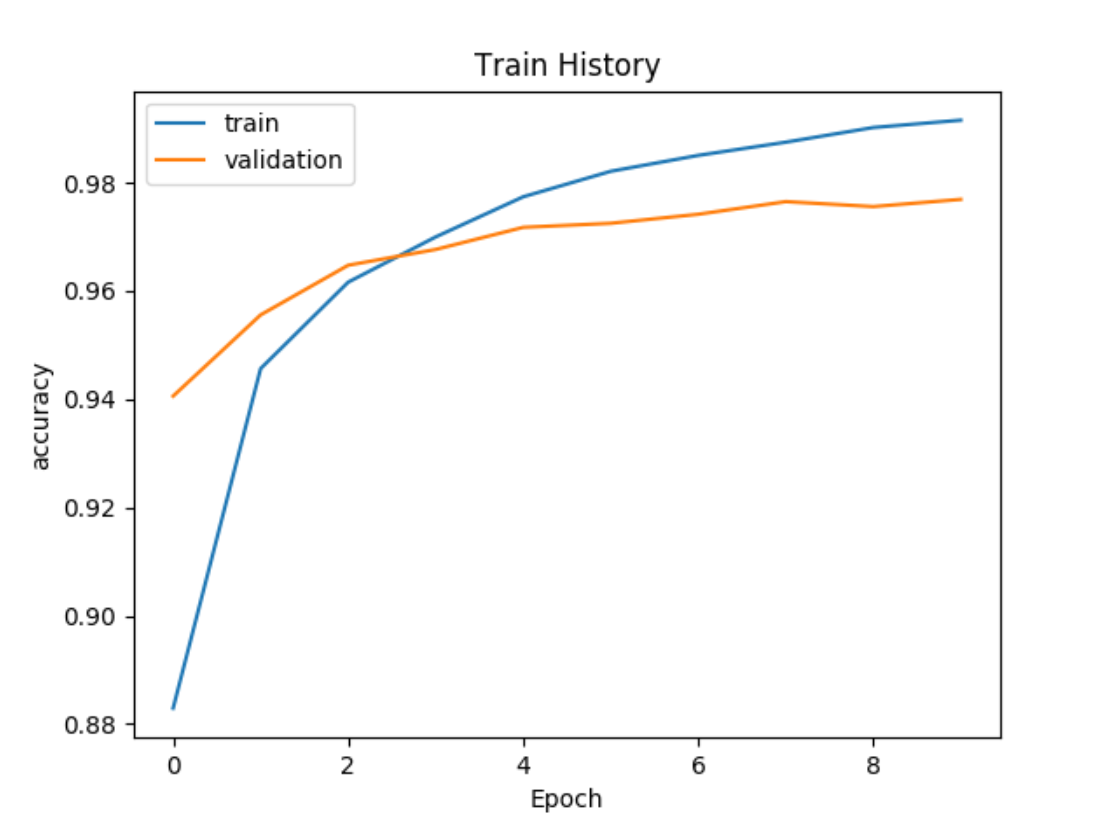 Train History
train
validation
0.98
0.96
0.94
0.92
0.90
0.88
accuracy
0 2 4 6 8
Epoch